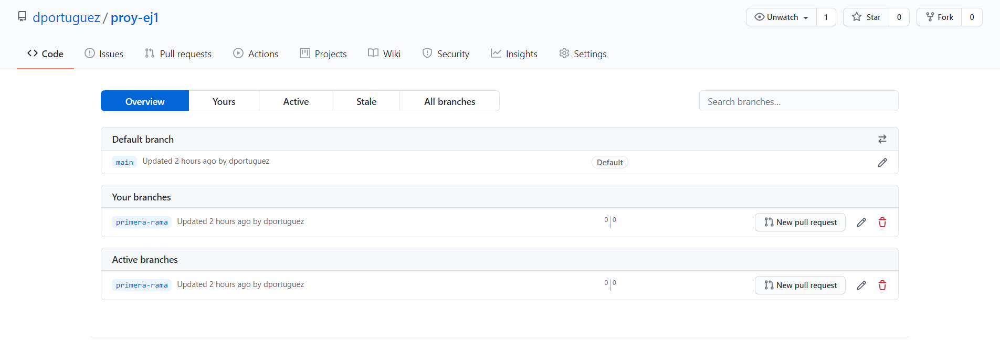 dportuguez / proy-ej1
Unwatch 1 Star 0 Fork 0
Code Issues Pull requests Actions Projects Wiki Security Insights Settings
Overview Yours Active Stale All branches Search branches...
Default branch
main Updated 2 hours ago by dportuguez Default
Your branches
primera-rama Updated 2 hours ago by dportuguez 0 0 New pull request
Active branches
primera-rama Updated 2 hours ago by dportuguez 0 0 New pull request